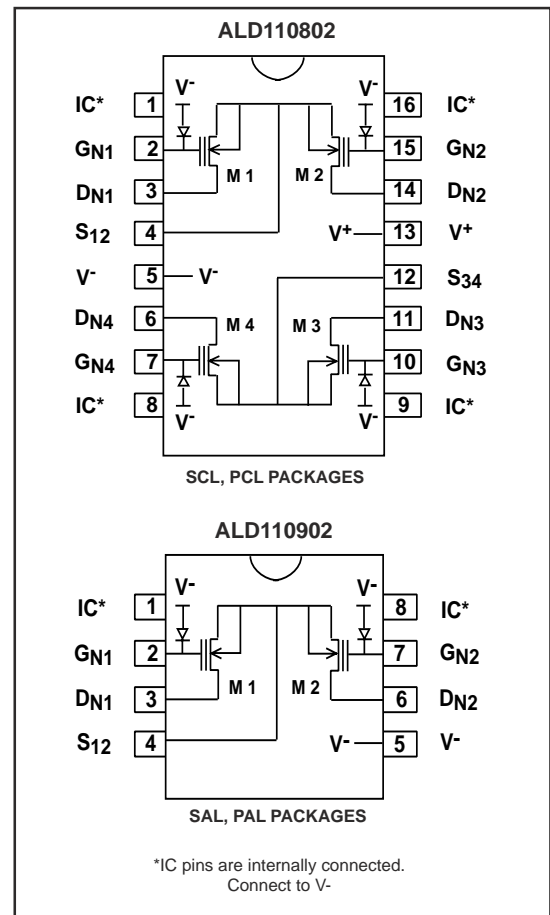 ALD110802
V- V-
IC* 1 16 IC*
GN1 2 15 GN2
M 1 M 2
DN1 3 14 DN2
S12 4 V+ 13 V+
V- 5 V- 12 S34
DN4 6 M 4 M 3 11 DN3
GN4 7 10 GN3
IC* 8 V- V- 9 IC*
SCL, PCL PACKAGES
ALD110902
V- V-
IC* 1 8 IC*
GN1 2 7 GN2
DN1 3 M 1 M 2 6 DN2
S12 4 V- 5 V-
SAL, PAL PACKAGES
*IC pins are internally connected.
Connect to V-